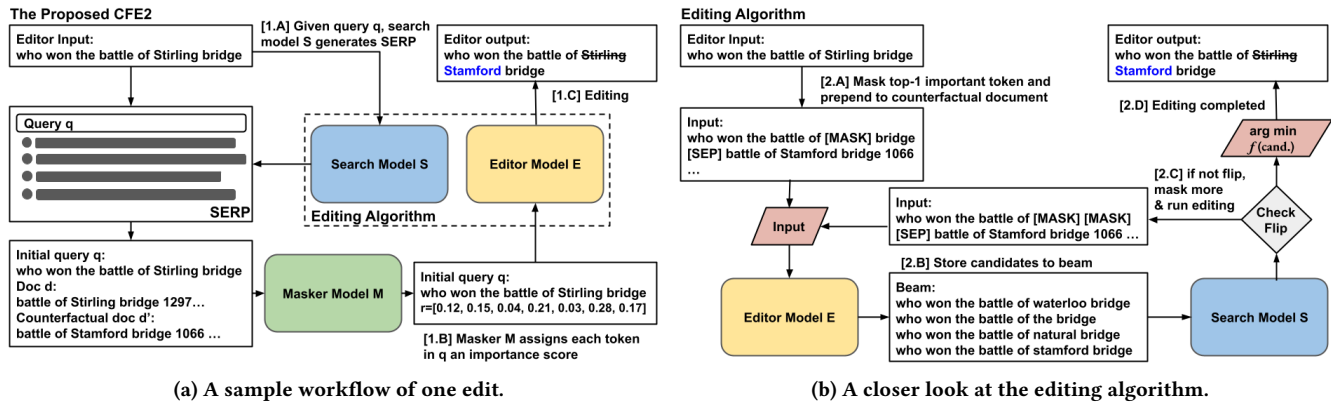 The Proposed CFE2
Editor Input:
who won the battle of Stirling bridge
[1.A] Given query q, search
model S generates SERP
Editor output:
who won the battle of Stirling
Stamford bridge
[1.C] Editing
Query q
SERP
Search Model S
Editor Model E
Editing Algorithm
Initial query q:
who won the battle of Stirling bridge
Doc d:
battle of Stirling bridge 1297…
Counterfactual doc d’:
battle of Stamford bridge 1066 …
Masker Model M
Initial query q:
who won the battle of Stirling bridge
r=[0.12, 0.15, 0.04, 0.21, 0.03, 0.28, 0.17]
[1.B] Masker M assigns each token
in q an importance score
(a) A sample workflow of one edit.
Editing Algorithm
Editor Input:
who won the battle of Stirling bridge
[2.A] Mask top-1 important token and
prepend to counterfactual document
Input:
who won the battle of [MASK] bridge
[SEP] battle of Stamford bridge 1066
…
Input
Input:
who won the battle of [MASK] [MASK]
[SEP] battle of Stamford bridge 1066 …
Editor output:
who won the battle of Stirling
Stamford bridge
[2.D] Editing completed
arg min
f(cand.)
[2.C] if not flip,
mask more
& run editing
Check
Flip
[2.B] Store candidates to beam
Editor Model E
Beam:
who won the battle of waterloo bridge
who won the battle of the bridge
who won the battle of natural bridge
who won the battle of stamford bridge
Search Model S
(b) A closer look at the editing algorithm.